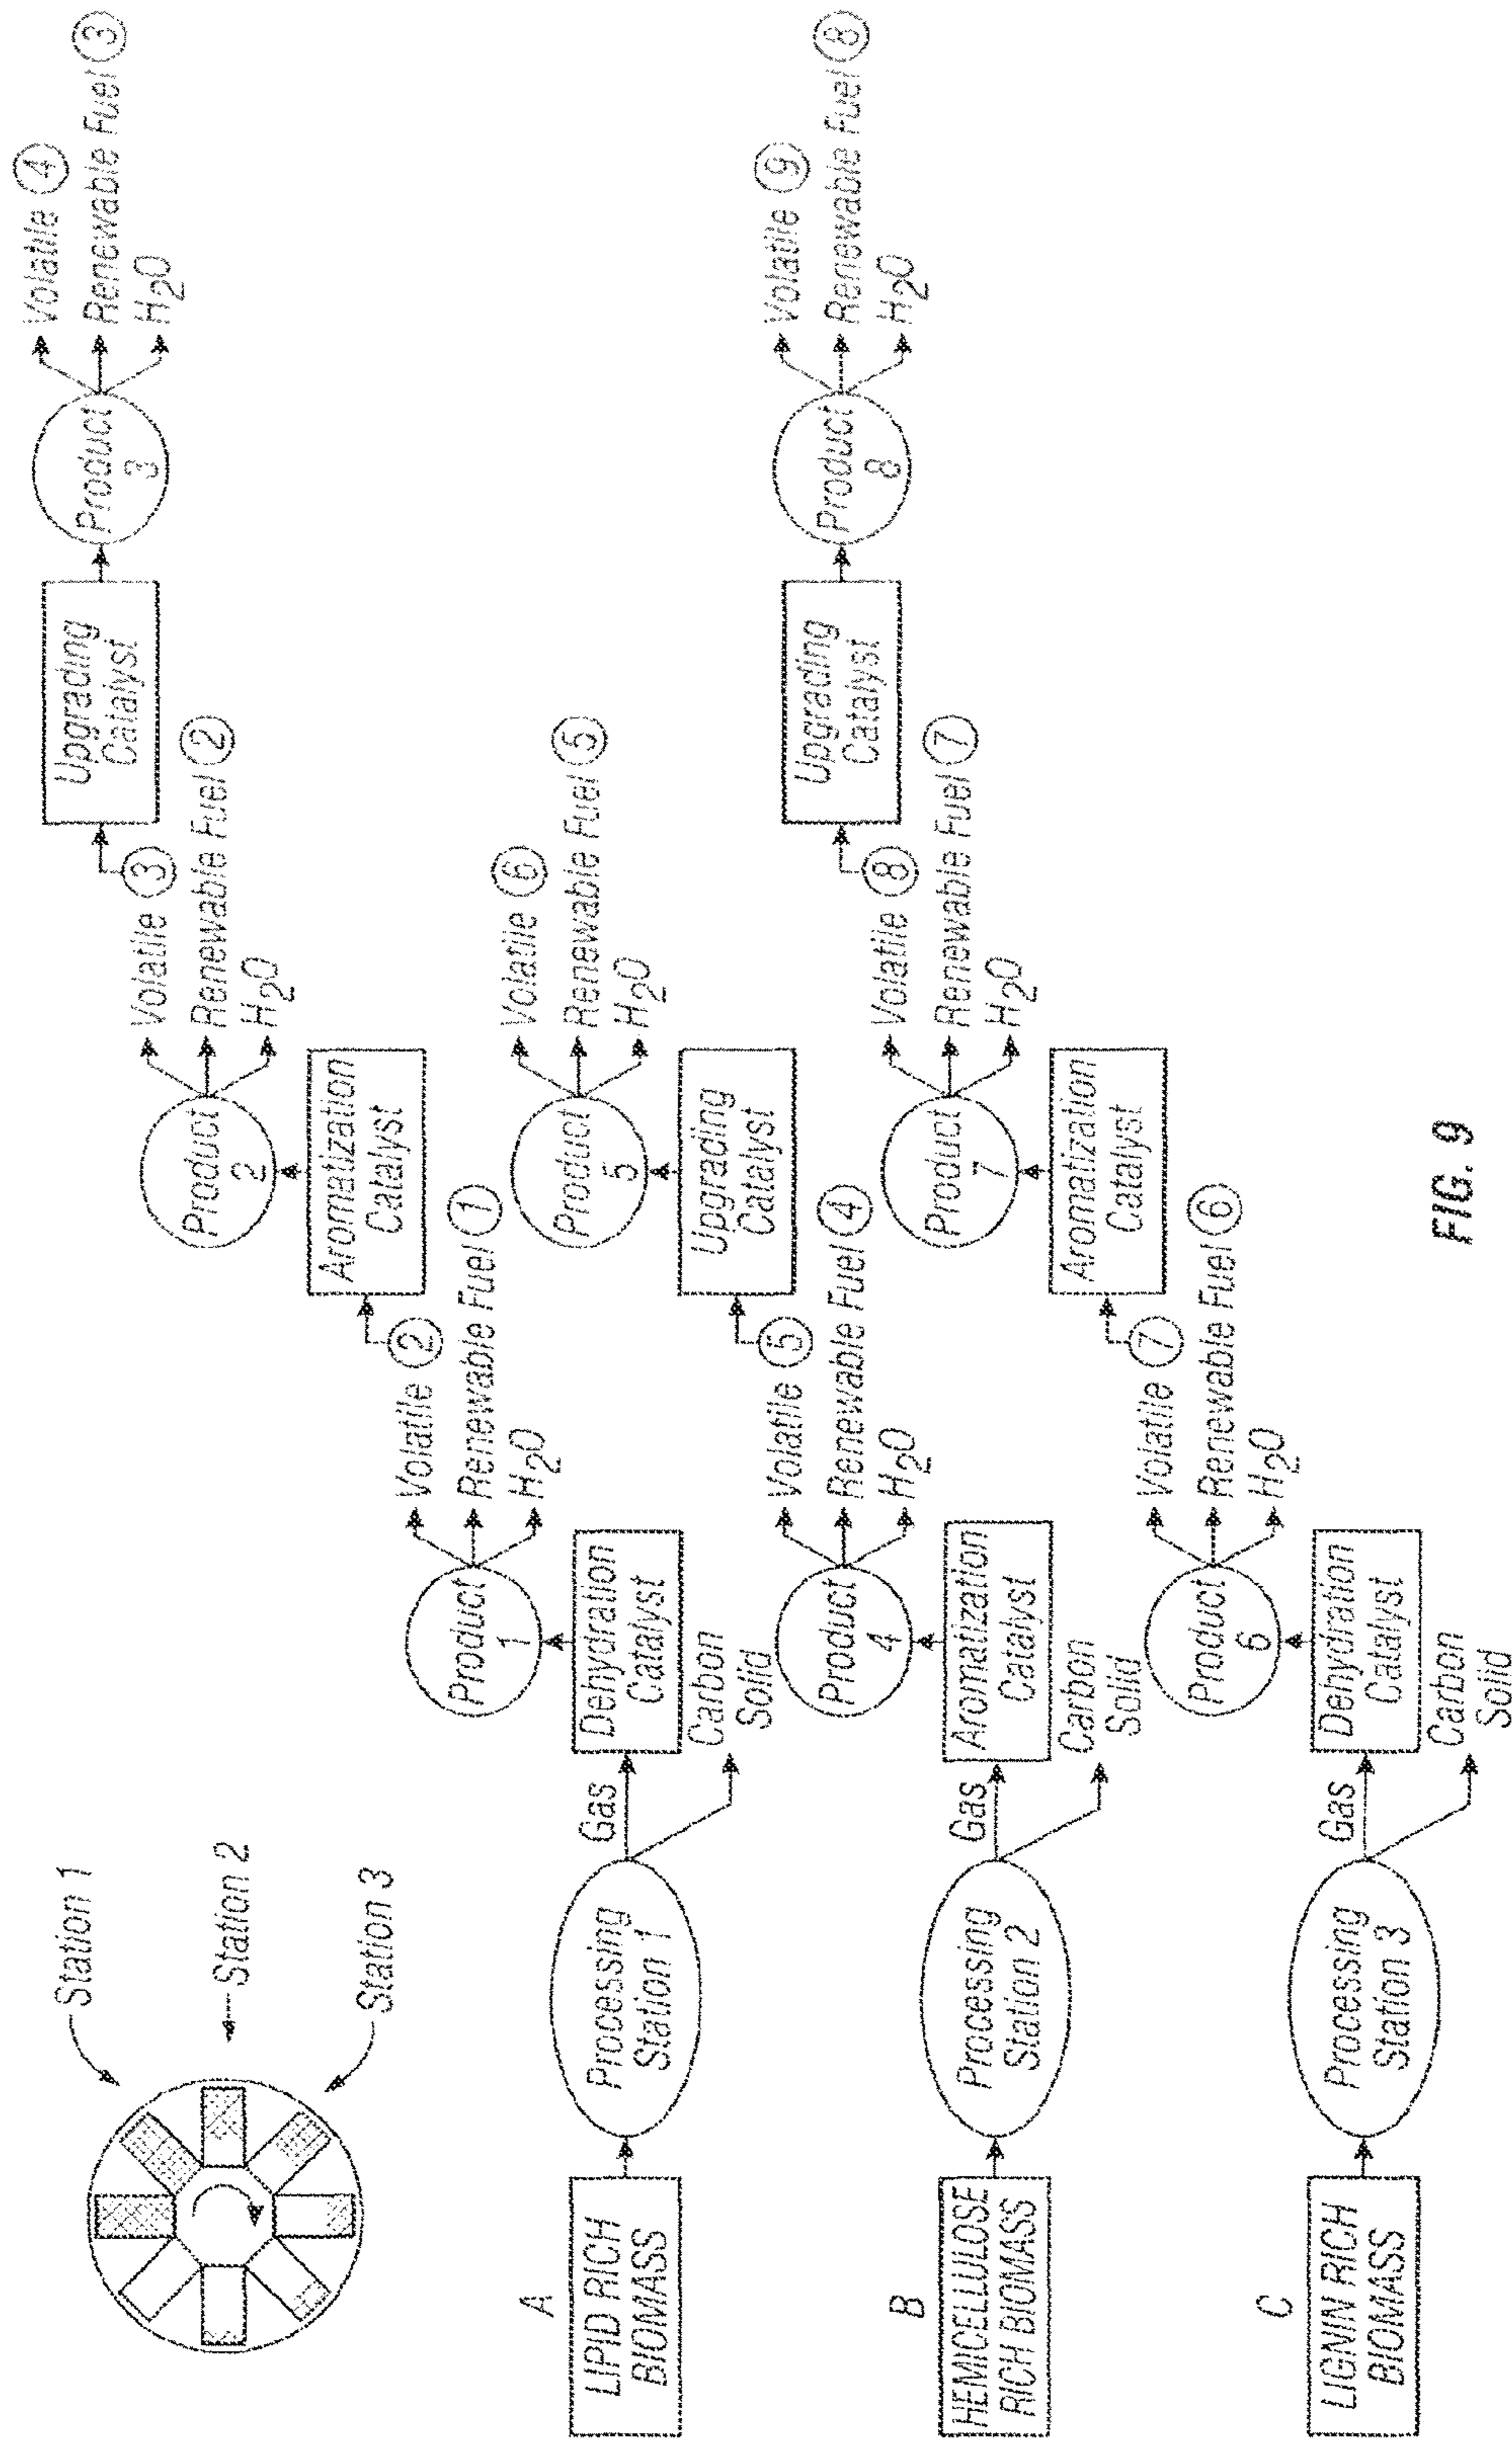 Station 1
Station 2
Station 3
A
LIPID RICH
BIOMASS
Processing
Station 1
Gas
Carbon
Solid
Dehydration
Catalyst
Product
1
Volatile 2
Renewable Fuel 1
H2O
Aromatization
Catalyst
Product
2
Volatile 3
Renewable Fuel 2
H2O
Upgrading
Catalyst
Product
3
Volatile 4
Renewable Fuel 3
H2O
B
HEMICELLULOSE
RICH BIOMASS
Processing
Station 2
Gas
Carbon
Solid
Aromatization
Catalyst
Product
4
Volatile 5
Renewable Fuel 4
H2O
Upgrading
Catalyst
Product
5
Volatile 6
Renewable Fuel 5
H2O
C
LIGNIN RICH
BIOMASS
Processing
Station 3
Gas
Carbon
Solid
Dehydration
Catalyst
Product
6
Volatile 7
Renewable Fuel 6
H2O
Aromatization
Catalyst
Product
7
Volatile 8
Renewable Fuel 7
H2O
Upgrading
Catalyst
Product
8
Volatile 9
Renewable Fuel 8
H2O
FIG. 9